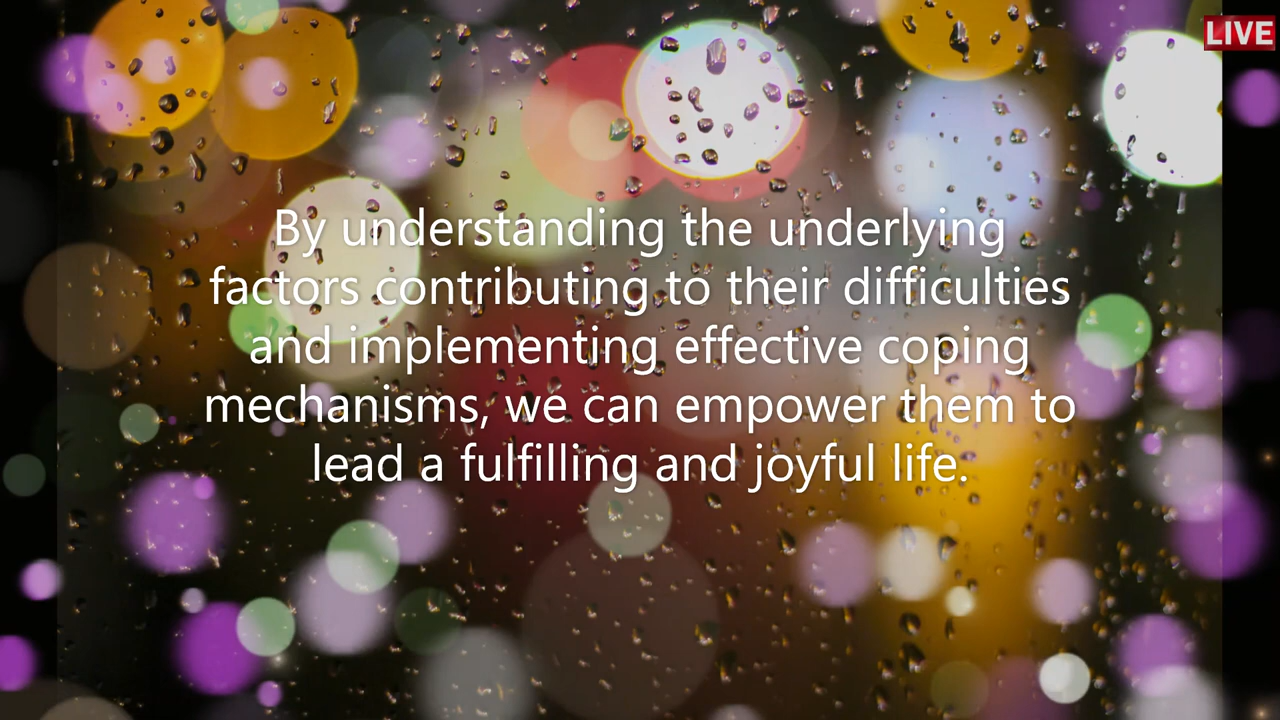 LIVE
By understanding the underlying
factors contributing to their difficulties
and implementing effective coping
mechanisms, we can empower them to
lead a fulfilling and joyful life.